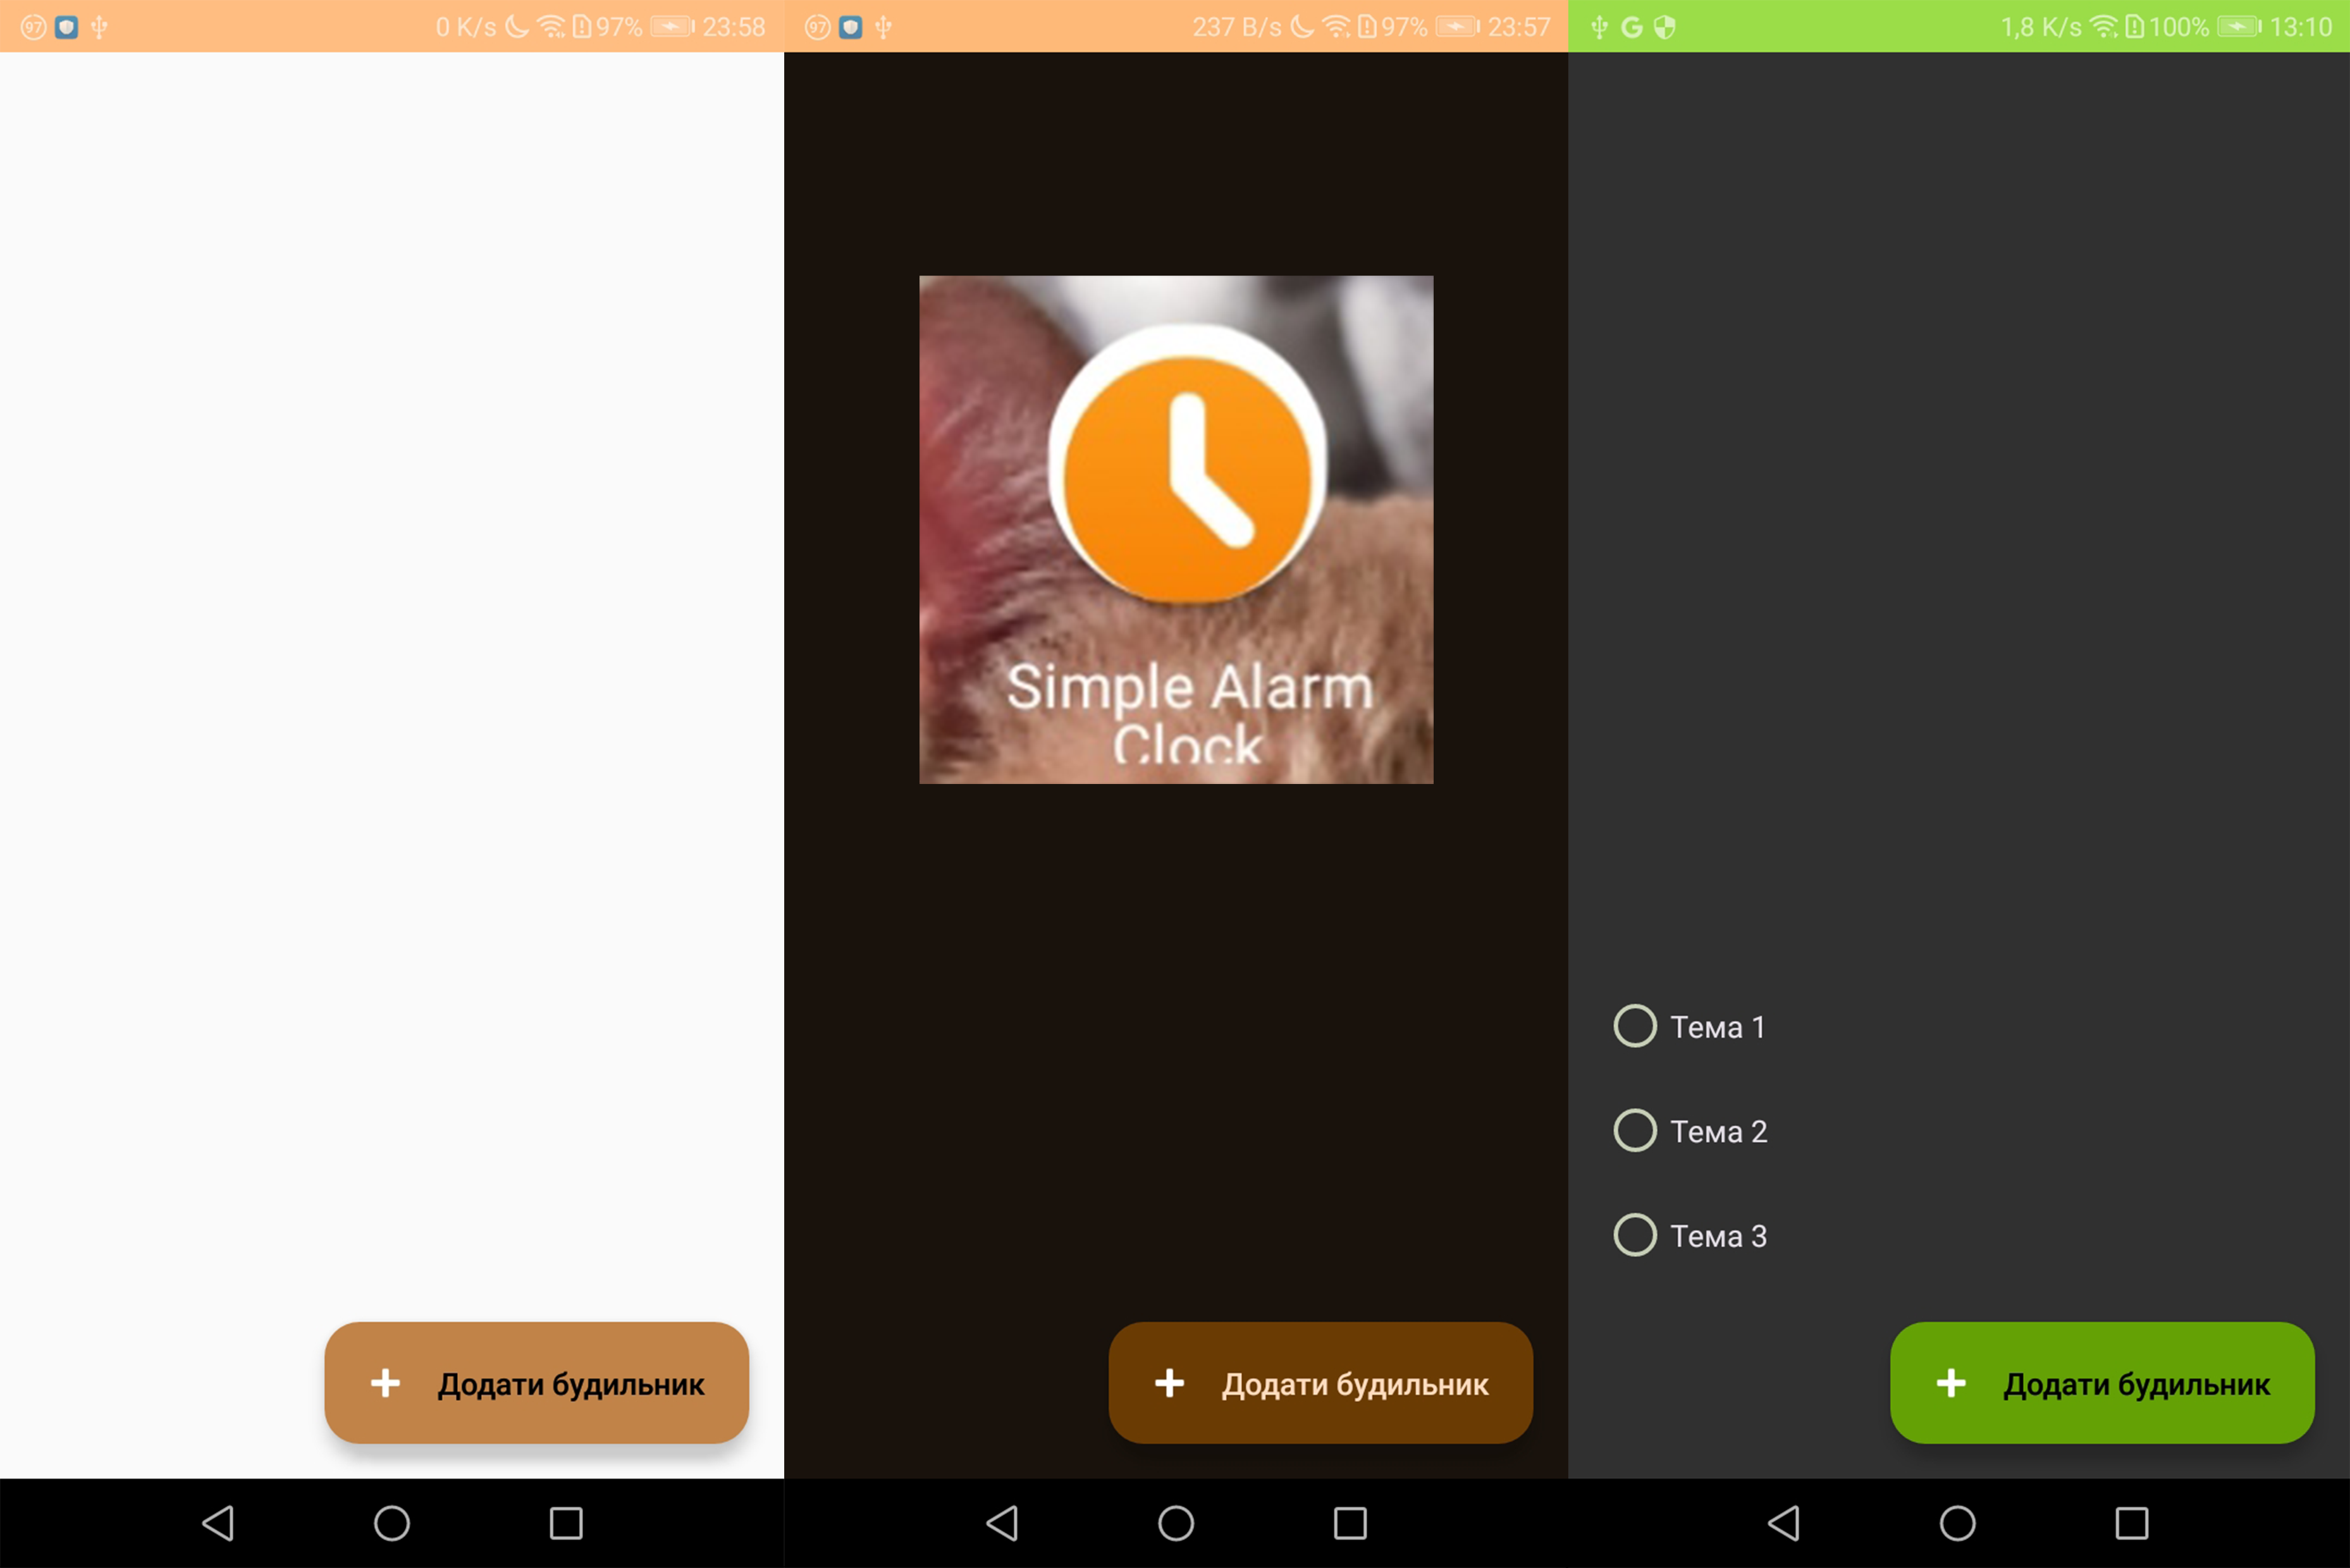 97 0 K/s 97% 23:58
Додати будильник
97 237 B/s 97% 23:57
Simple Alarm
Clock
Додати будильник
G 1,8 K/s 100% 13:10
Тема 1
Тема 2
Тема 3
Додати будильник